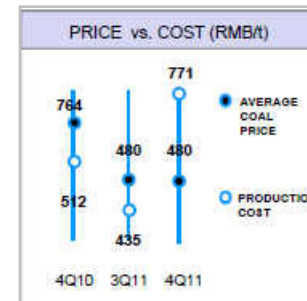 PRICE vs. COST (RMB/t)
771
764
AVERAGE
COAL
PRICE
480 480
512
PRODUCTIO
COST
435
4Q10 3Q11 4Q11